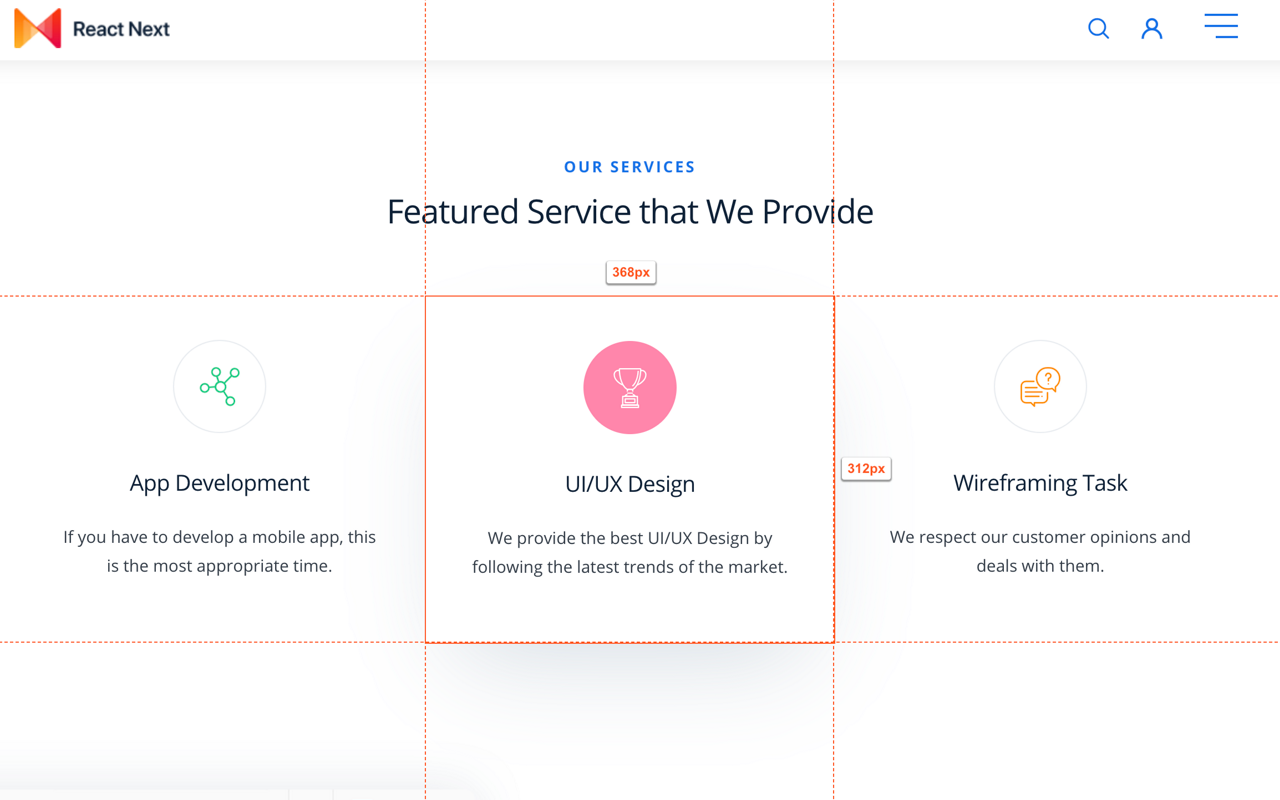 React Next
OUR SERVICES
Featured Service that We Provide
368px
App Development
If you have to develop a mobile app, this
is the most appropriate time.
UI/UX Design
We provide the best UI/UX Design by
following the latest trends of the market.
312px
Wireframing Task
We respect our customer opinions and
deals with them.
?